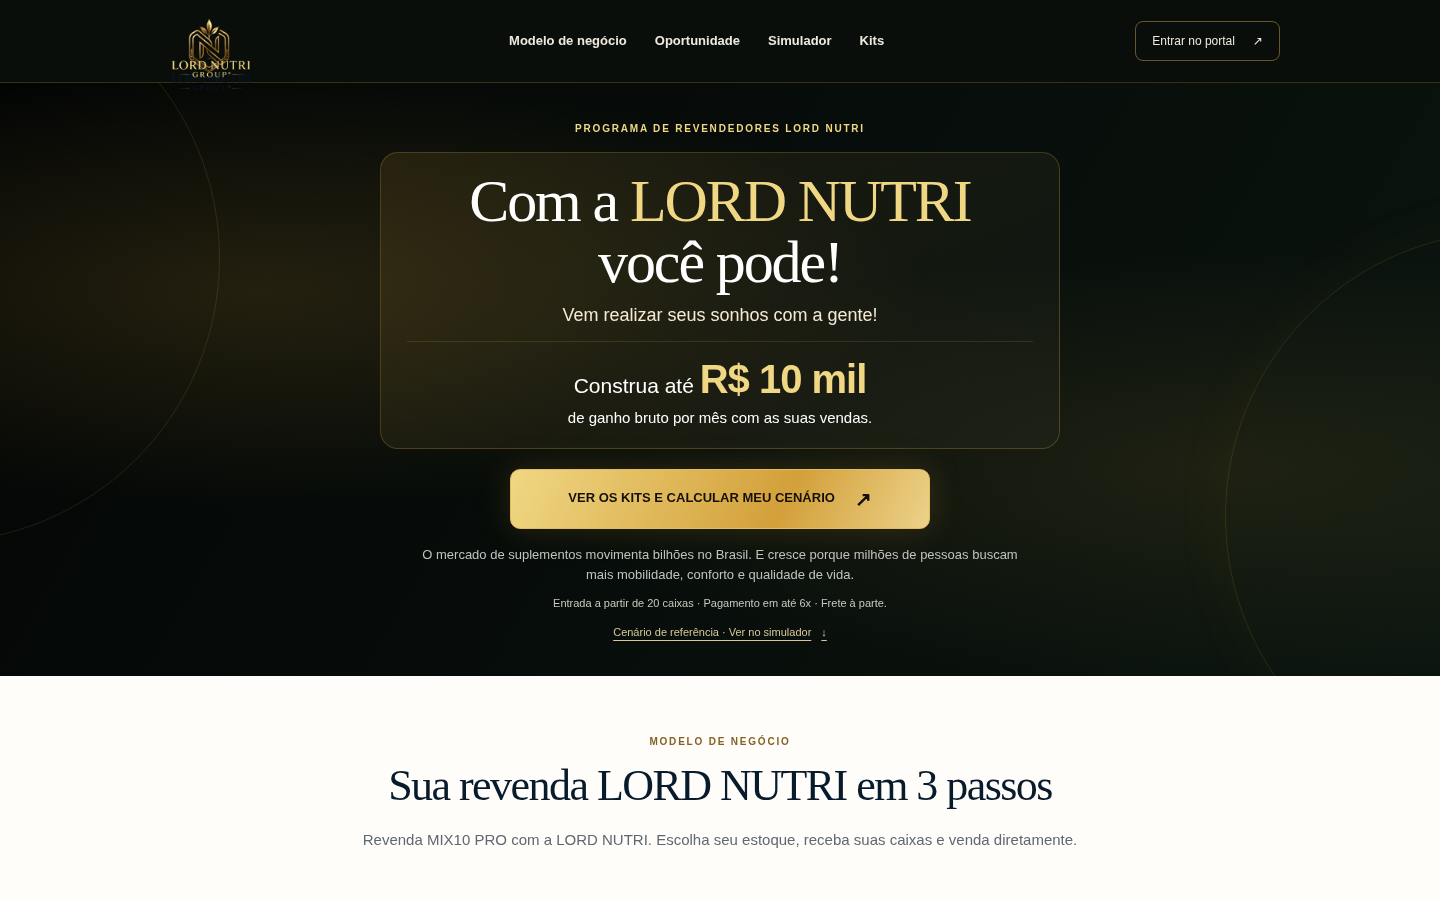 LORD NUTRI
GROUP
Modelo de negócio
Oportunidade
Simulador
Kits
Entrar no portal ↗
PROGRAMA DE REVENDEDORES LORD NUTRI
Com a LORD NUTRI
você pode!
Vem realizar seus sonhos com a gente!
Construa até R$ 10 mil
de ganho bruto por mês com as suas vendas.
VER OS KITS E CALCULAR MEU CENÁRIO ↗
O mercado de suplementos movimenta bilhões no Brasil. E cresce porque milhões de pessoas buscam
mais mobilidade, conforto e qualidade de vida.
Entrada a partir de 20 caixas · Pagamento em até 6x · Frete à parte.
Cenário de referência · Ver no simulador ↓
MODELO DE NEGÓCIO
Sua revenda LORD NUTRI em 3 passos
Revenda MIX10 PRO com a LORD NUTRI. Escolha seu estoque, receba suas caixas e venda diretamente.